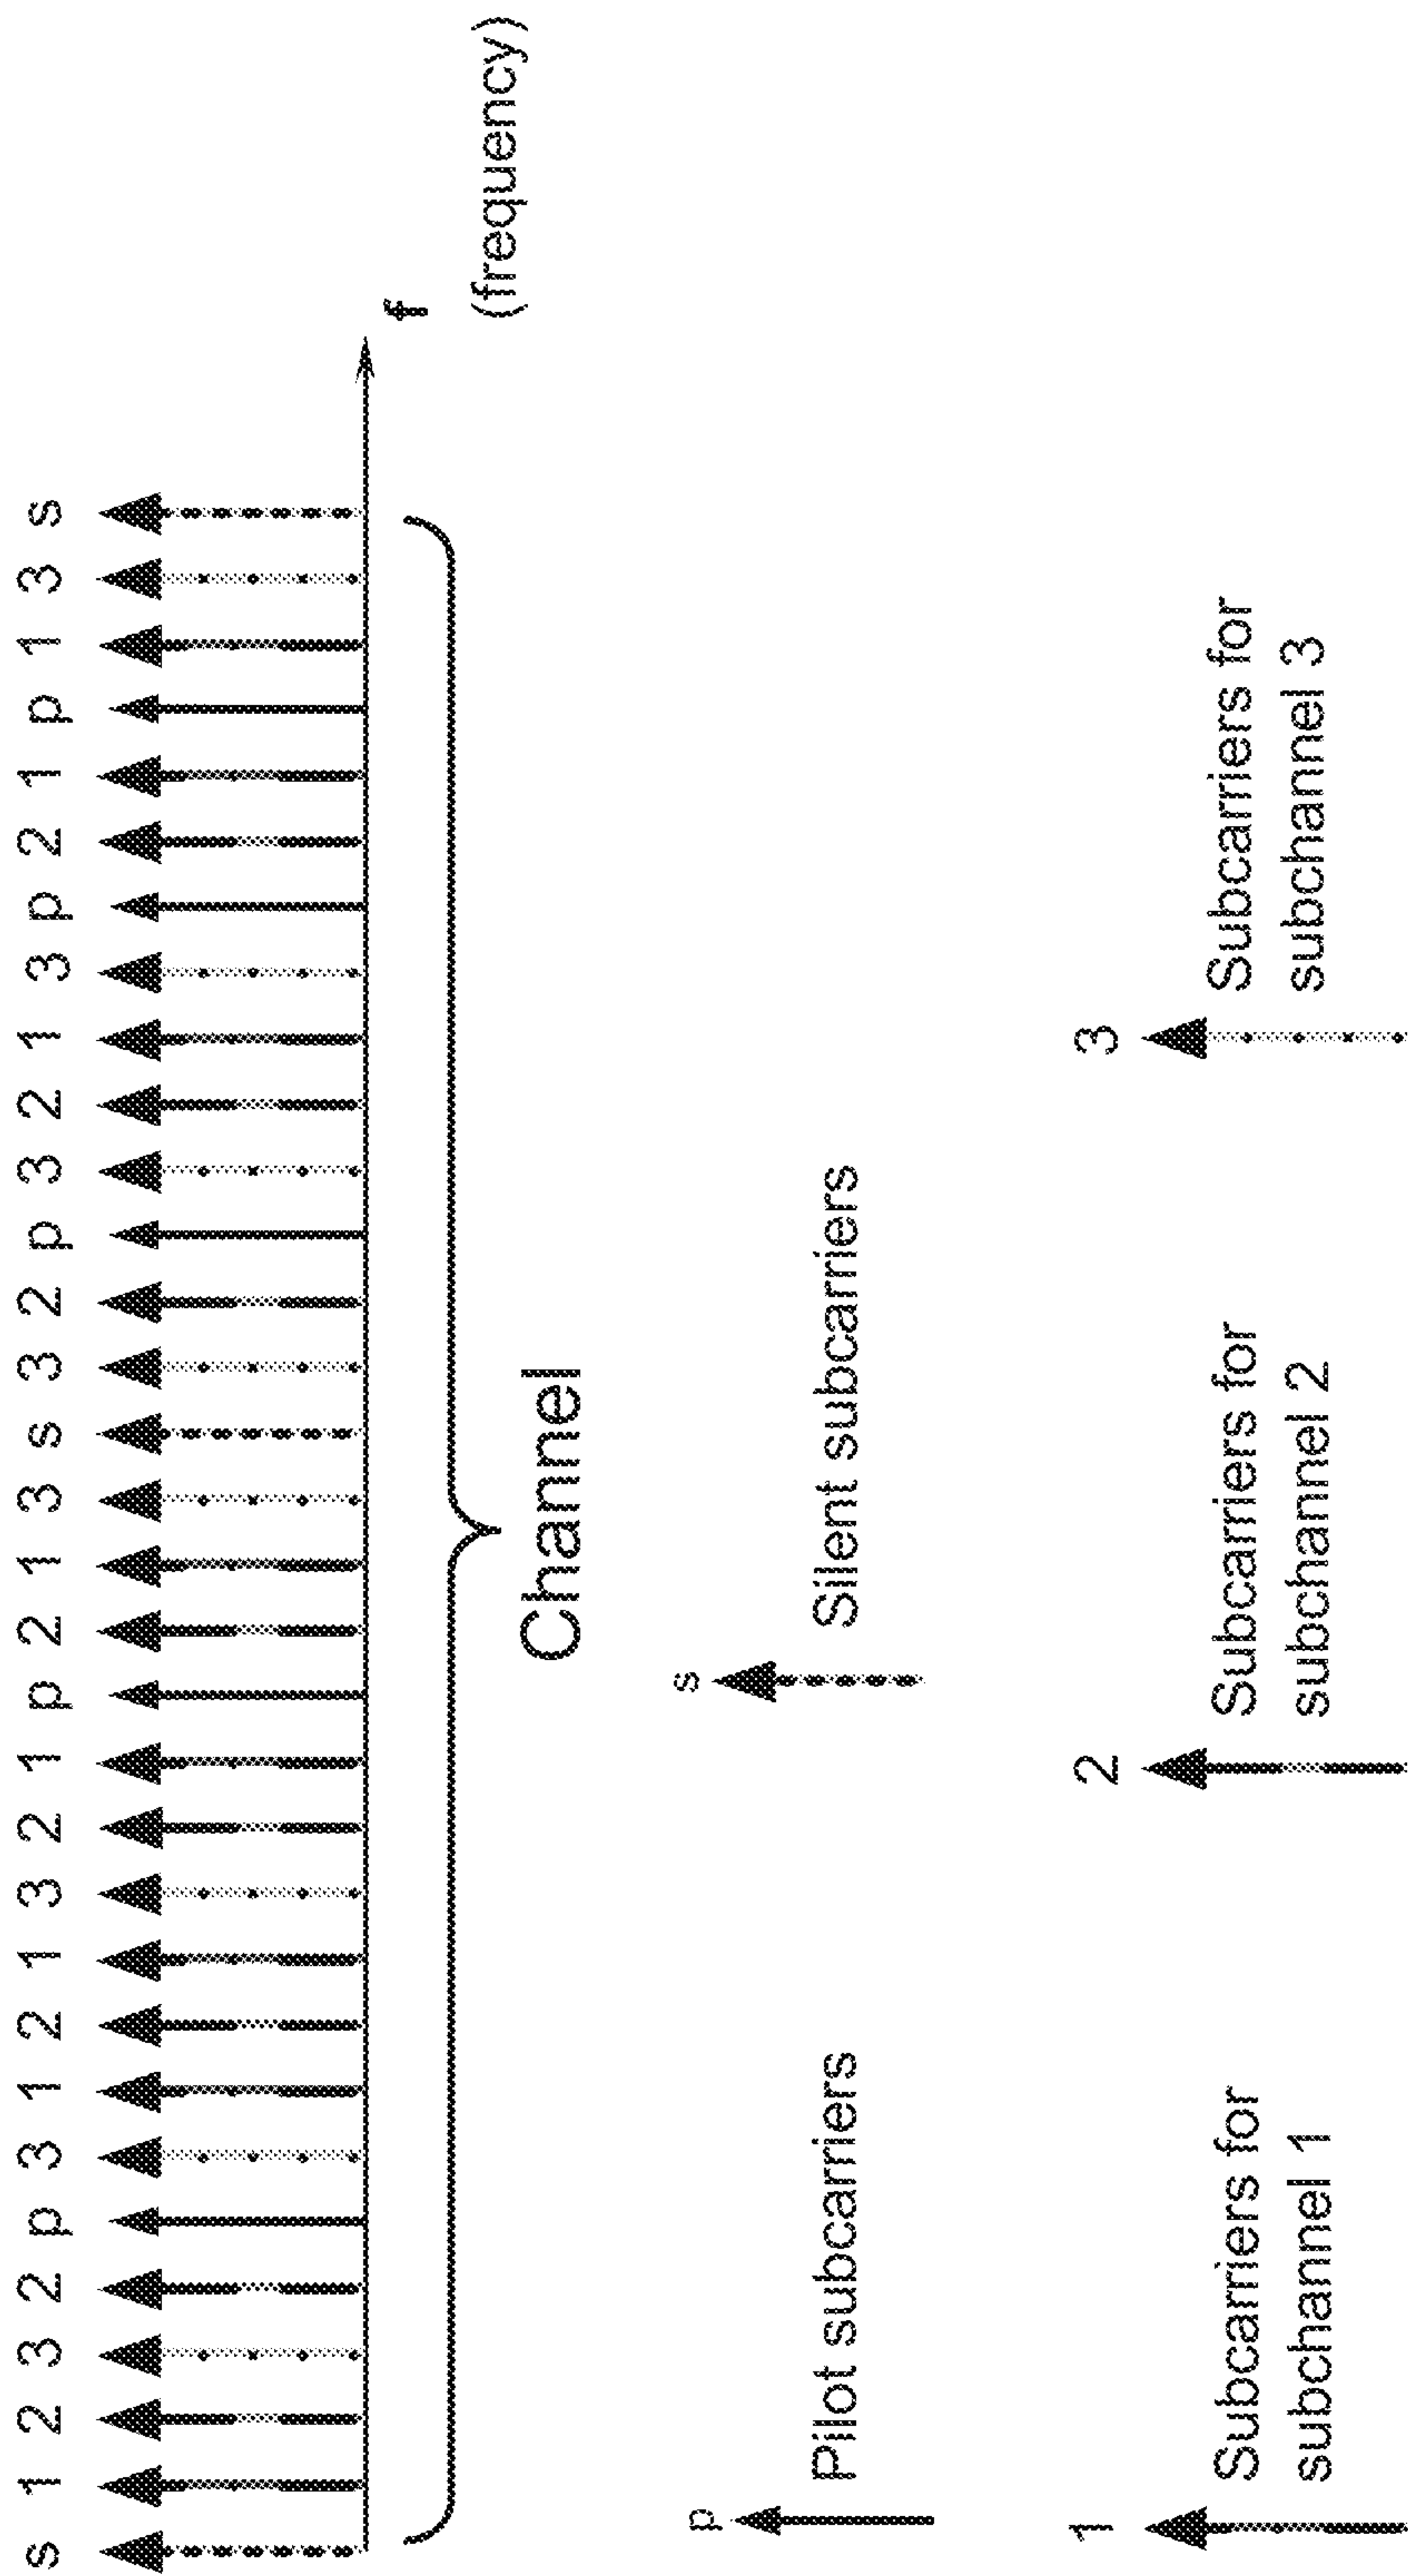 s 1 2 3 2 p 3 1 2 1 3 2 1 p 2 1 3 s 3 2 p 3 2 1 3 p 2 1 p 1 3 s
f
(frequency)
Channel
p
Pilot subcarriers
s
Silent subcarriers
1
Subcarriers for
subchannel 1
2
Subcarriers for
subchannel 2
3
Subcarriers for
subchannel 3